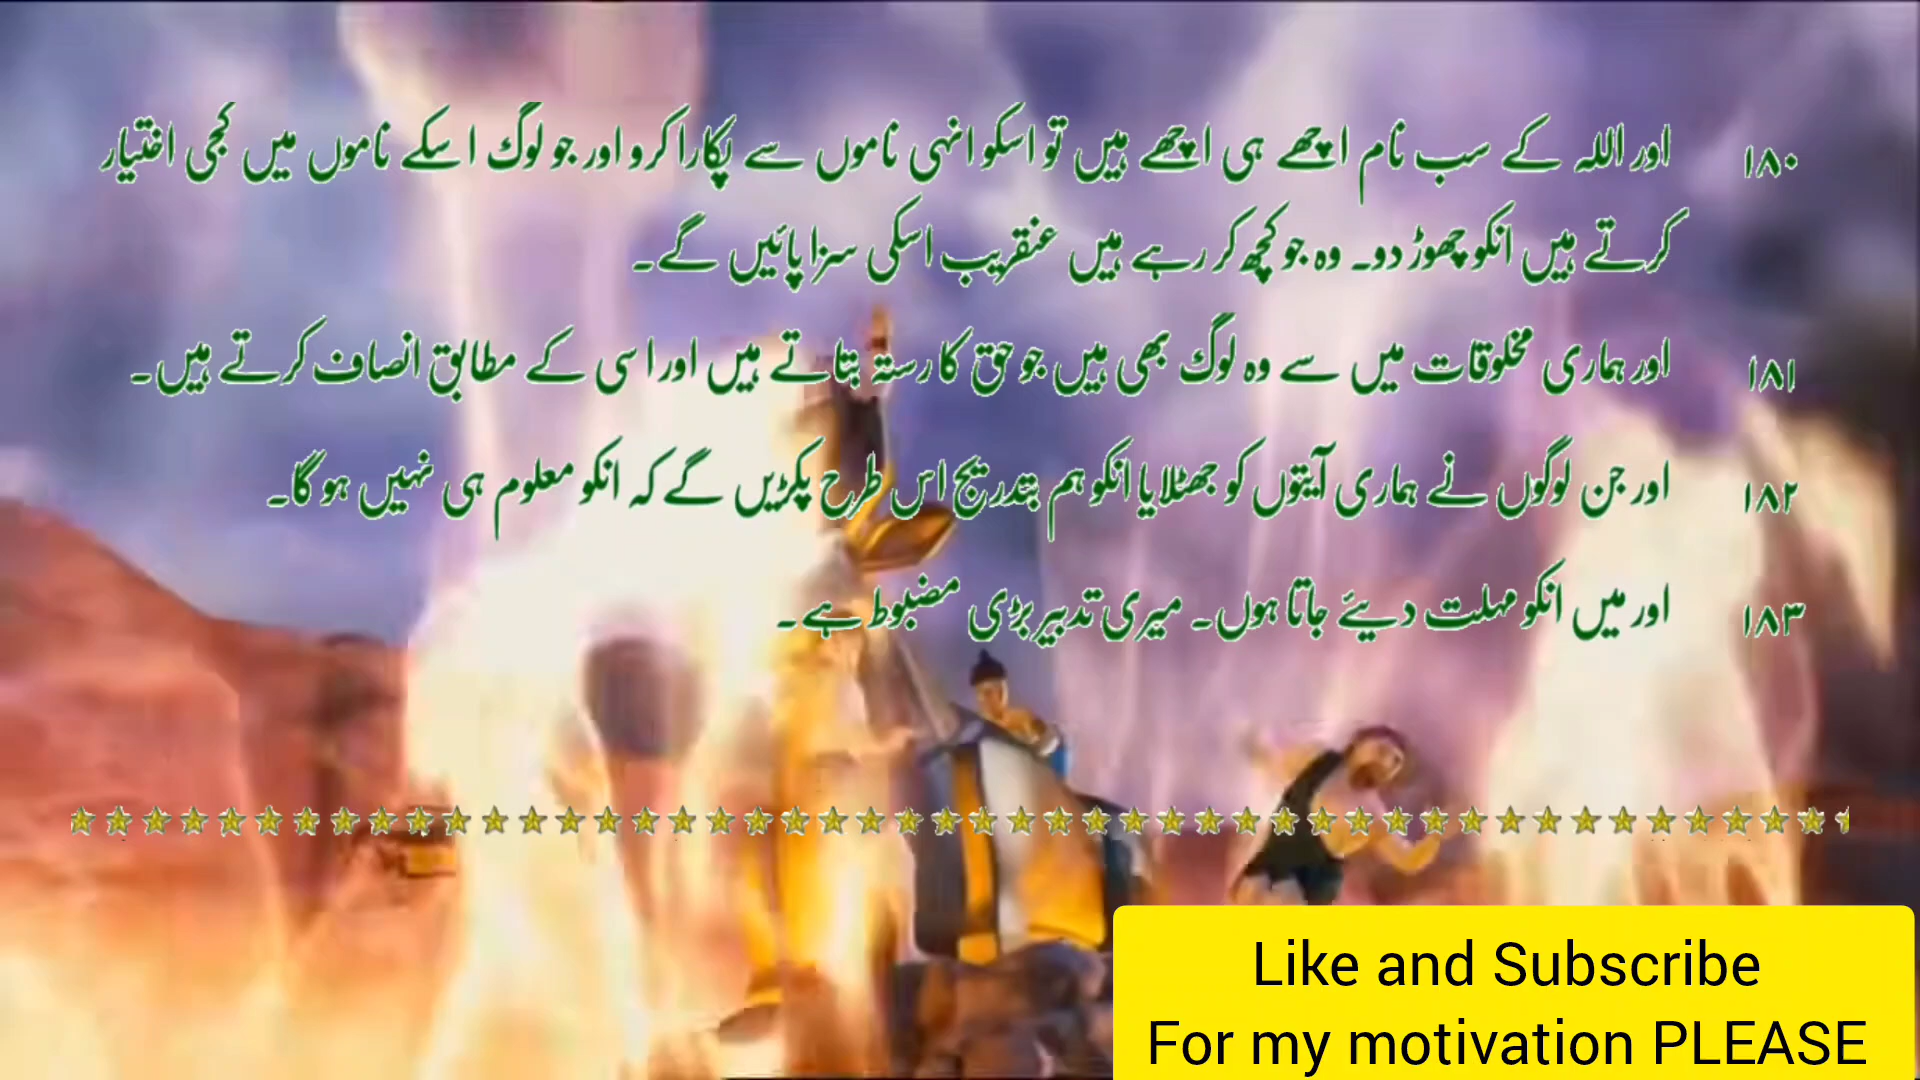 ۱۸۰ اور اللہ کے سب نام اچھے ہی اچھے ہیں تو اسکو انہی ناموں سے پکارا کرو اور جو لوگ اسکے ناموں میں کجی اختیار
کرتے ہیں انکو چھوڑ دو۔ وہ جو کچھ کر رہے ہیں عنقریب اسکی سزا پائیں گے۔
۱۸۱ اور ہماری مخلوقات میں سے وہ لوگ بھی ہیں جو حق کا رستہ بتاتے ہیں اور اسی کے مطابق انصاف کرتے ہیں۔
۱۸۲ اور جن لوگوں نے ہماری آیتوں کو جھٹلایا انکو ہم بتدریج اس طرح پکڑیں گے کہ انکو معلوم ہی نہیں ہو گا۔
۱۸۳ اور میں انکو مہلت دیئے جاتا ہوں۔ میری تدبیر بڑی مضبوط ہے۔
Like and Subscribe
For my motivation PLEASE